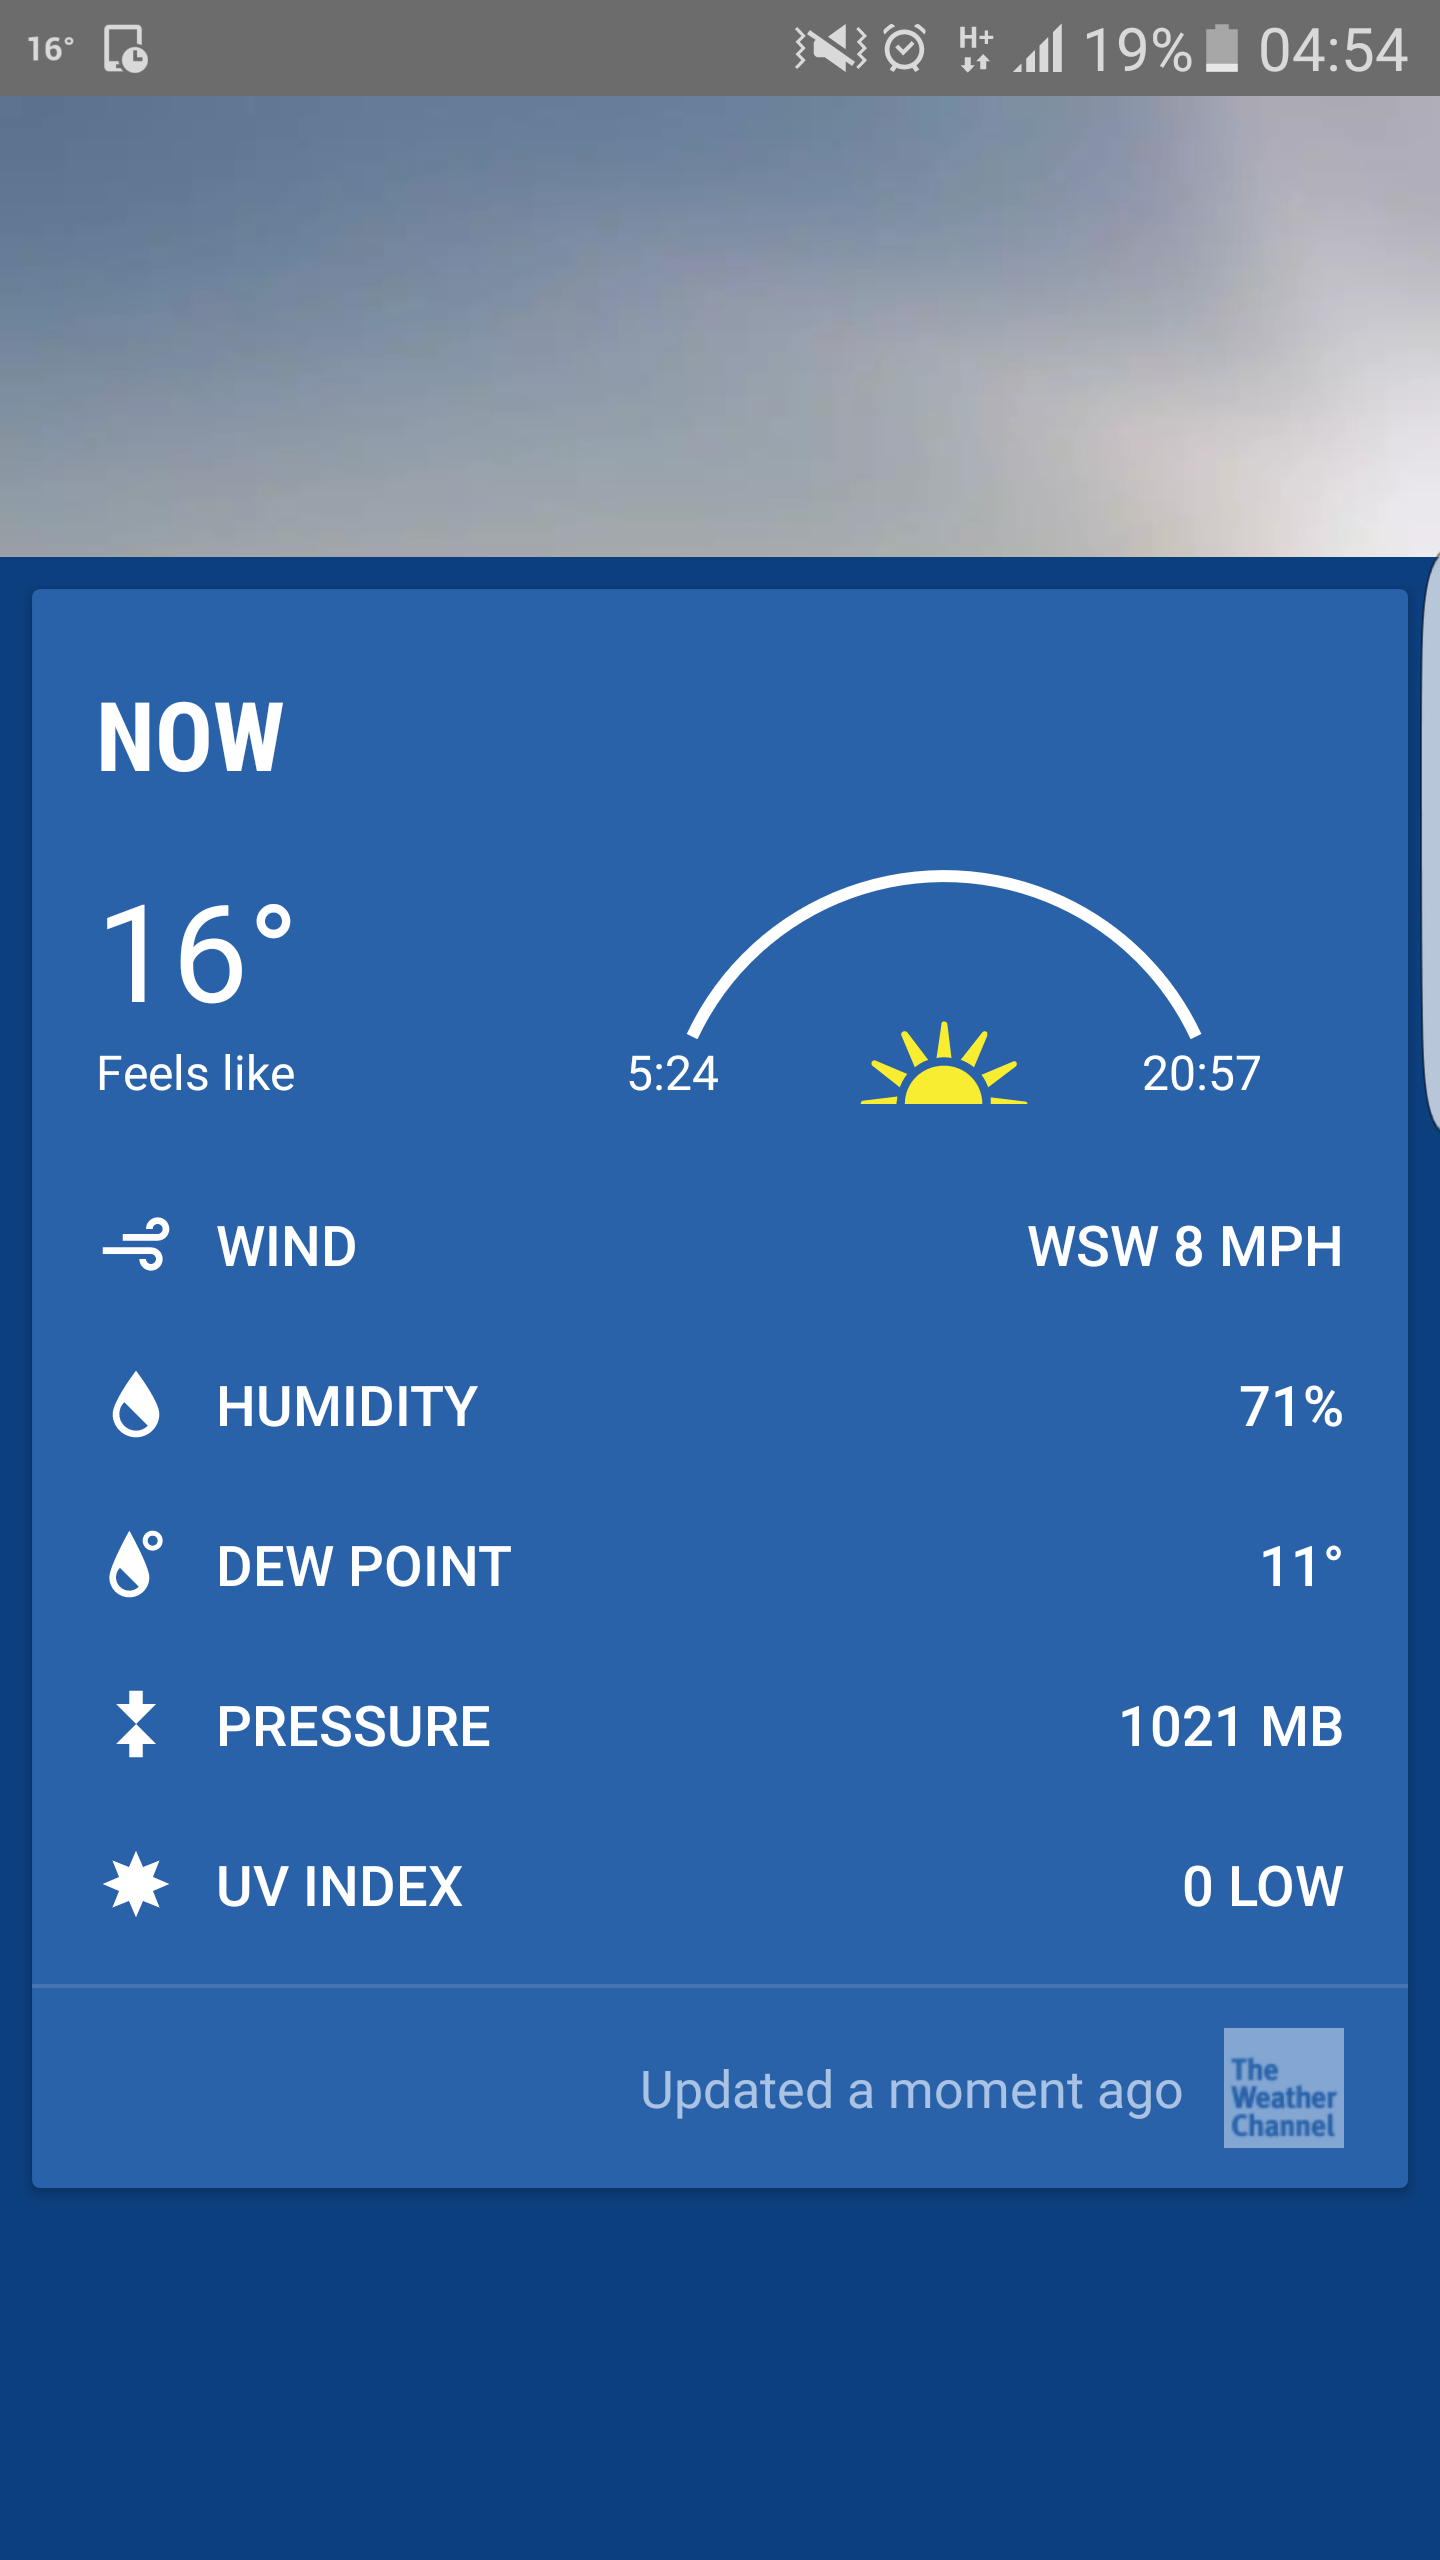 16° H+ 19% 04:54
NOW
16°
Feels like
5:24 20:57
WIND WSW 8 MPH
HUMIDITY 71%
DEW POINT 11°
PRESSURE 1021 MB
UV INDEX 0 LOW
Updated a moment ago
The
Weather
Channel